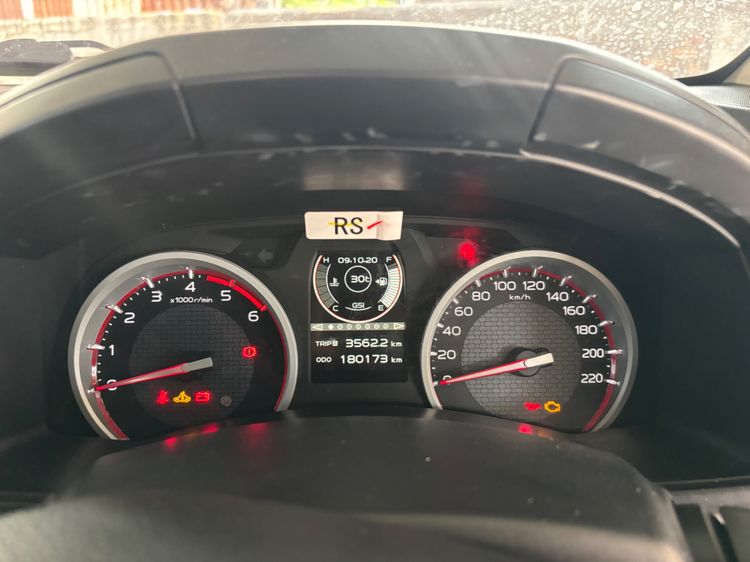 RS
H 09.10.20 F
30t
C GSI E
TRIP B 3562.2 km
ODO 180173 km
0 1 2 3 4 5 6
x1000r/min
0 20 40 60 80 100 120 140 160 180 200 220
km/h